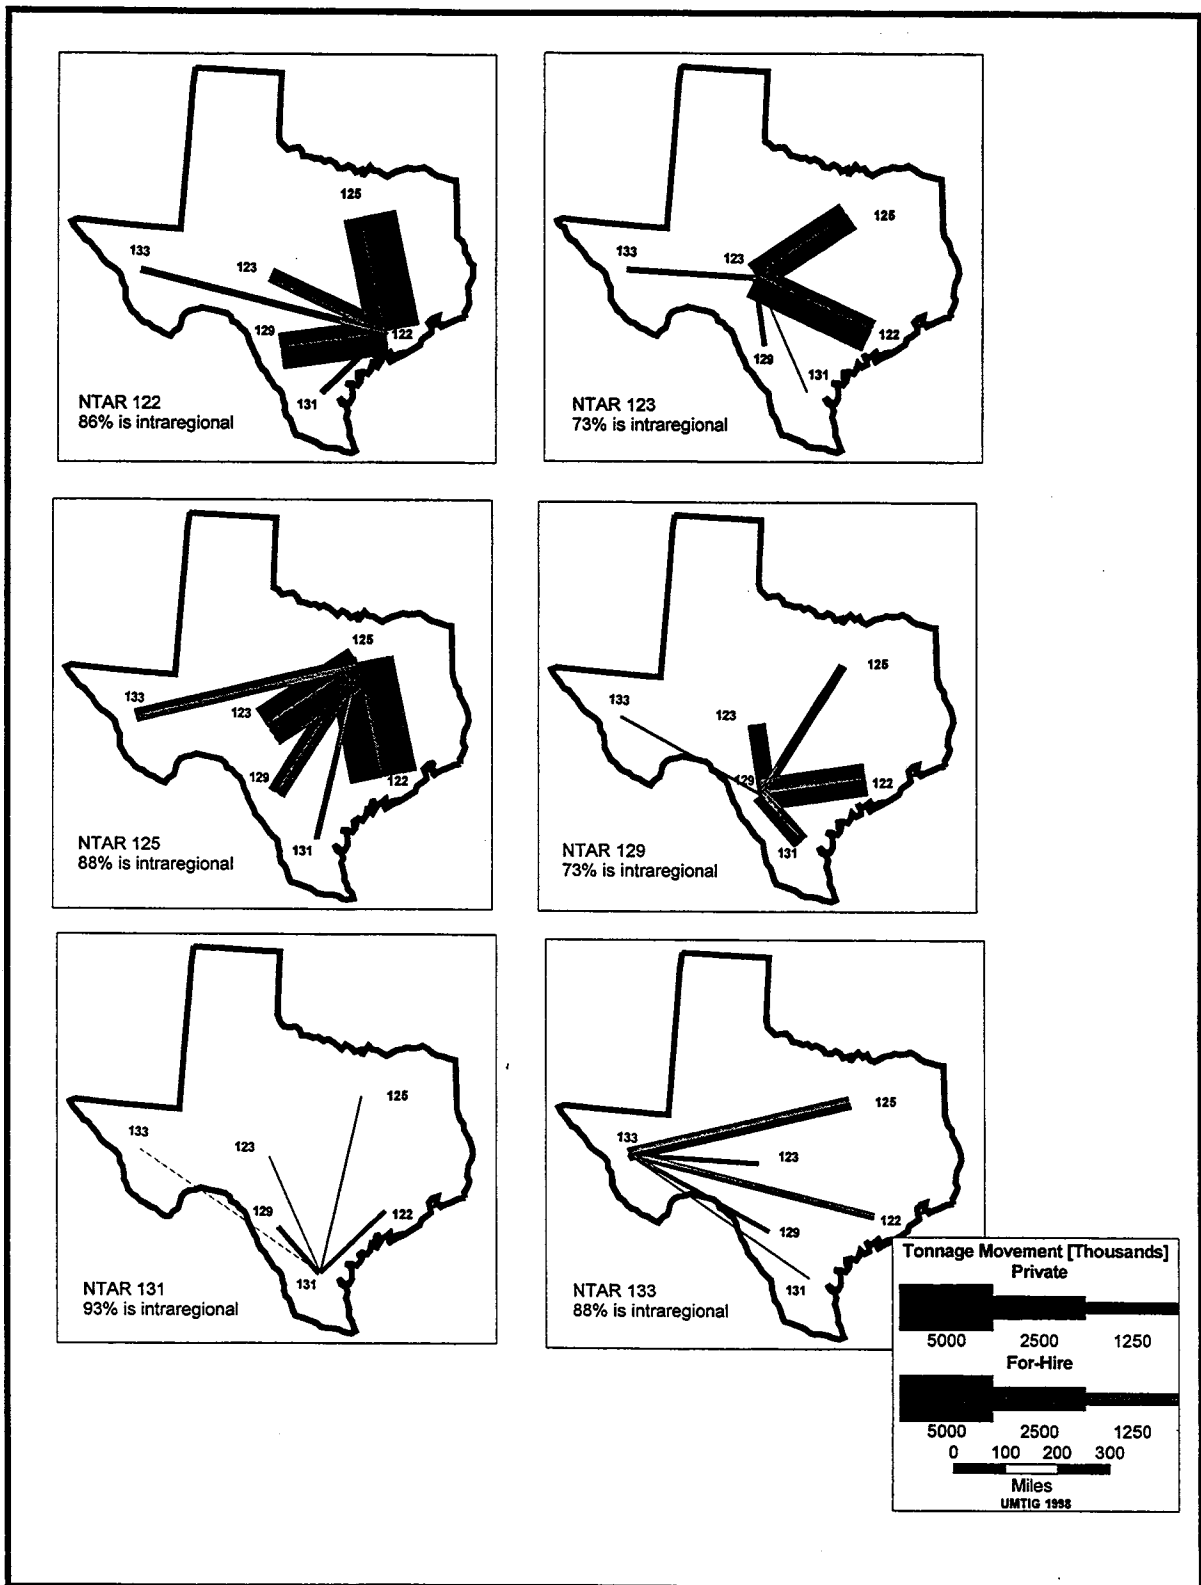 125
133
123
129
122
131
NTAR 122
86% is intraregional
125
133
123
122
129
131
NTAR 123
73% is intraregional
125
133
123
129
122
131
NTAR 125
88% is intraregional
125
133
123
129
122
131
NTAR 129
73% is intraregional
125
133
123
129
122
131
NTAR 131
93% is intraregional
125
133
123
122
129
131
NTAR 133
88% is intraregional
Tonnage Movement [Thousands]
Private
5000 2500 1250
For-Hire
5000 2500 1250
0 100 200 300
Miles
UMTIG 1998